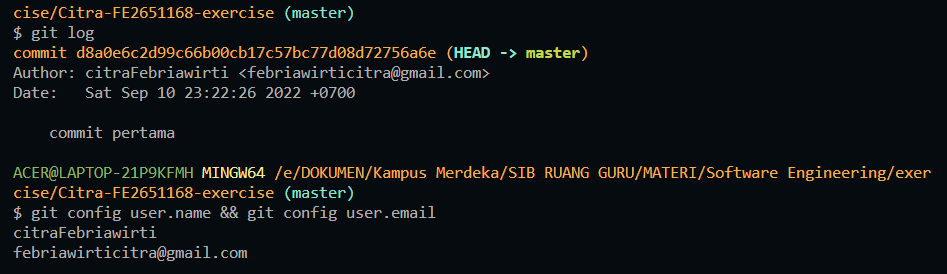 cise/Citra-FE2651168-exercise (master)
$ git log
commit d8a0e6c2d99c66b00cb17c57bc77d08d72756a6e (HEAD -> master)
Author: citraFebriawirti <febriawirticitra@gmail.com>
Date:   Sat Sep 10 23:22:26 2022 +0700
    commit pertama
ACER@LAPTOP-21P9KFMH MINGW64 /e/DOKUMEN/Kampus Merdeka/SIB RUANG GURU/MATERI/Software Engineering/exer
cise/Citra-FE2651168-exercise (master)
$ git config user.name && git config user.email
citraFebriawirti
febriawirticitra@gmail.com